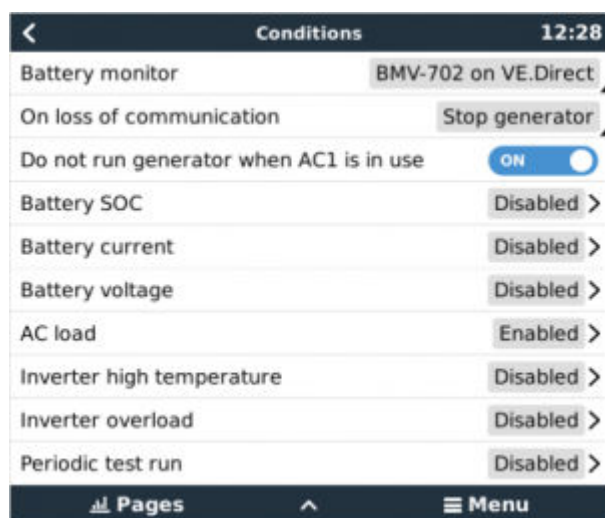 Conditions 12:28
Battery monitor BMV-702 on VE.Direct
On loss of communication Stop generator
Do not run generator when AC1 is in use ON
Battery SOC Disabled
Battery current Disabled
Battery voltage Disabled
AC load Enabled
Inverter high temperature Disabled
Inverter overload Disabled
Periodic test run Disabled
Pages Menu